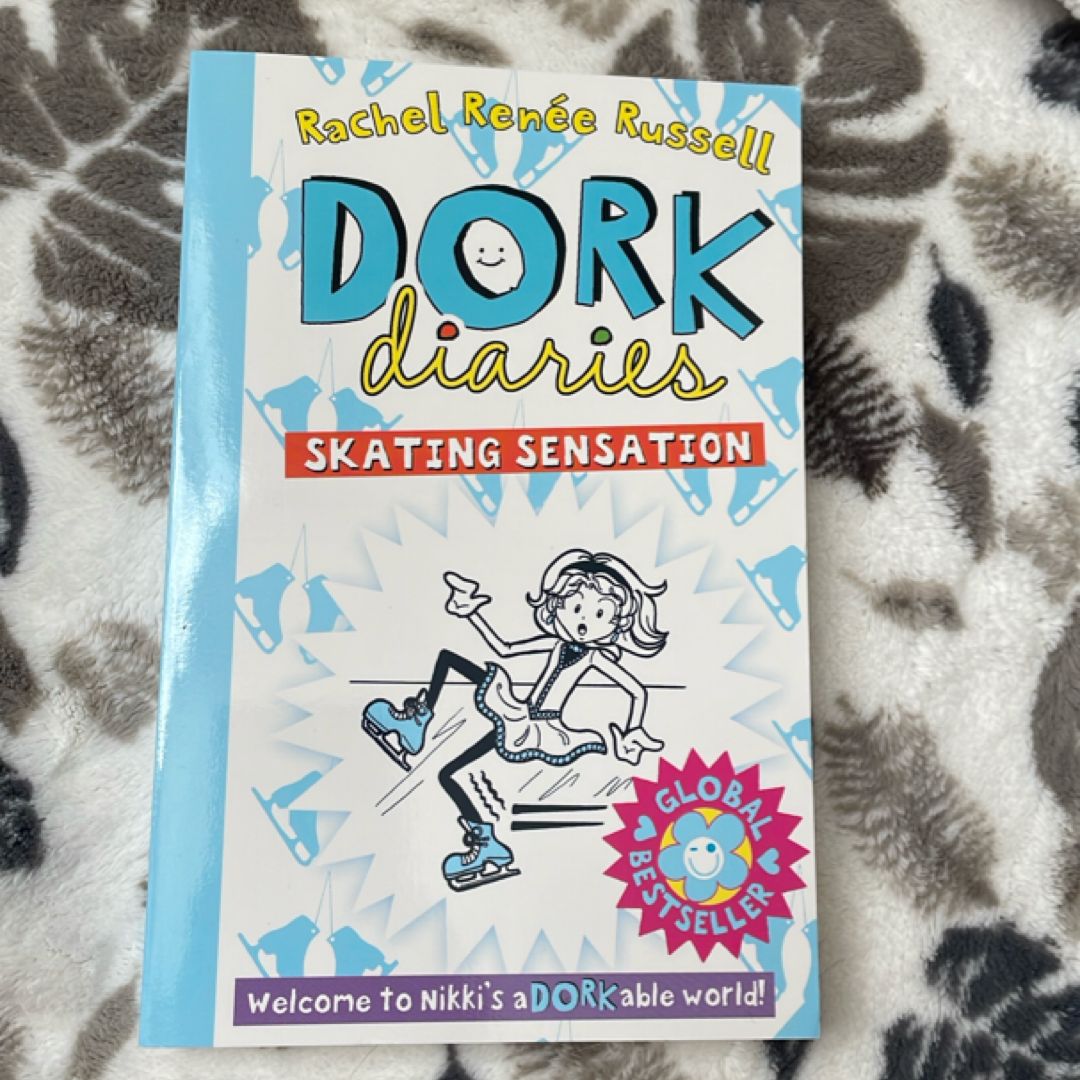 Rachel Renée Russell
DORK
diaries
SKATING SENSATION
GLOBAL
BESTSELLER
Welcome to Nikki's aDORKable world!